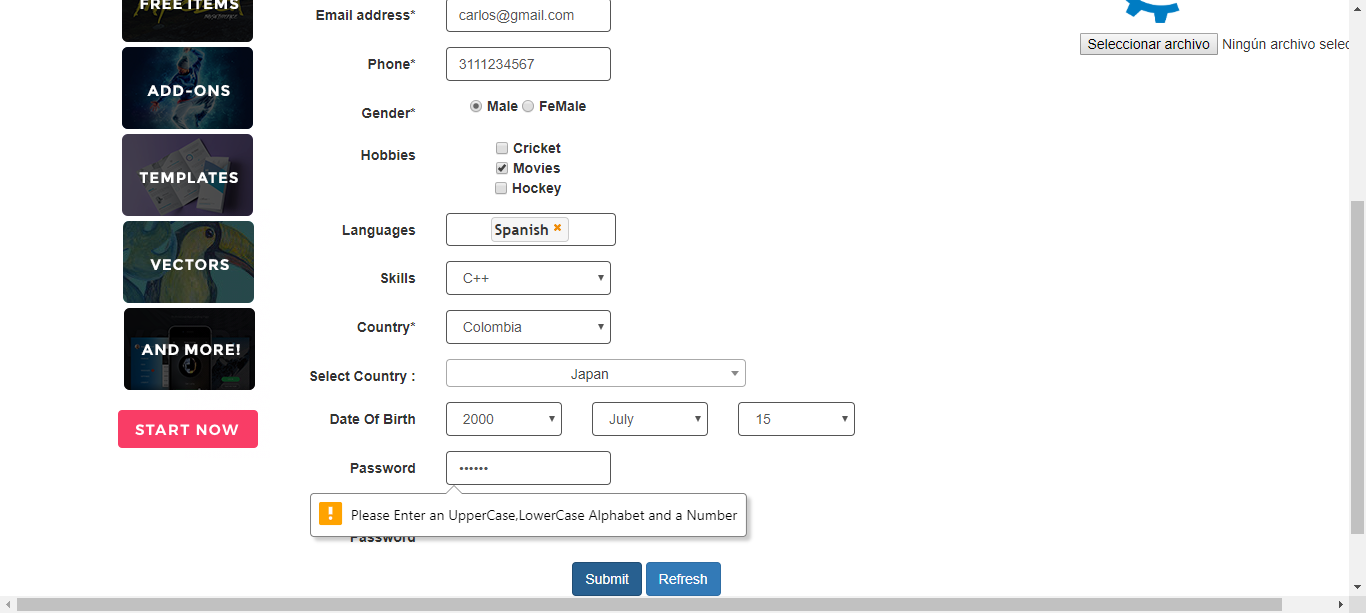 FREE ITEMS
Email address*
carlos@gmail.com
Seleccionar archivo Ningún archivo selec
Phone*
3111234567
ADD-ONS
Gender*
Male FeMale
Hobbies
Cricket
Movies
Hockey
TEMPLATES
Languages
Spanish
VECTORS
Skills
C++
Country*
Colombia
AND MORE!
Select Country :
Japan
Date Of Birth
2000
July
15
START NOW
Password
••••••
Please Enter an UpperCase,LowerCase Alphabet and a Number
Password
Submit
Refresh